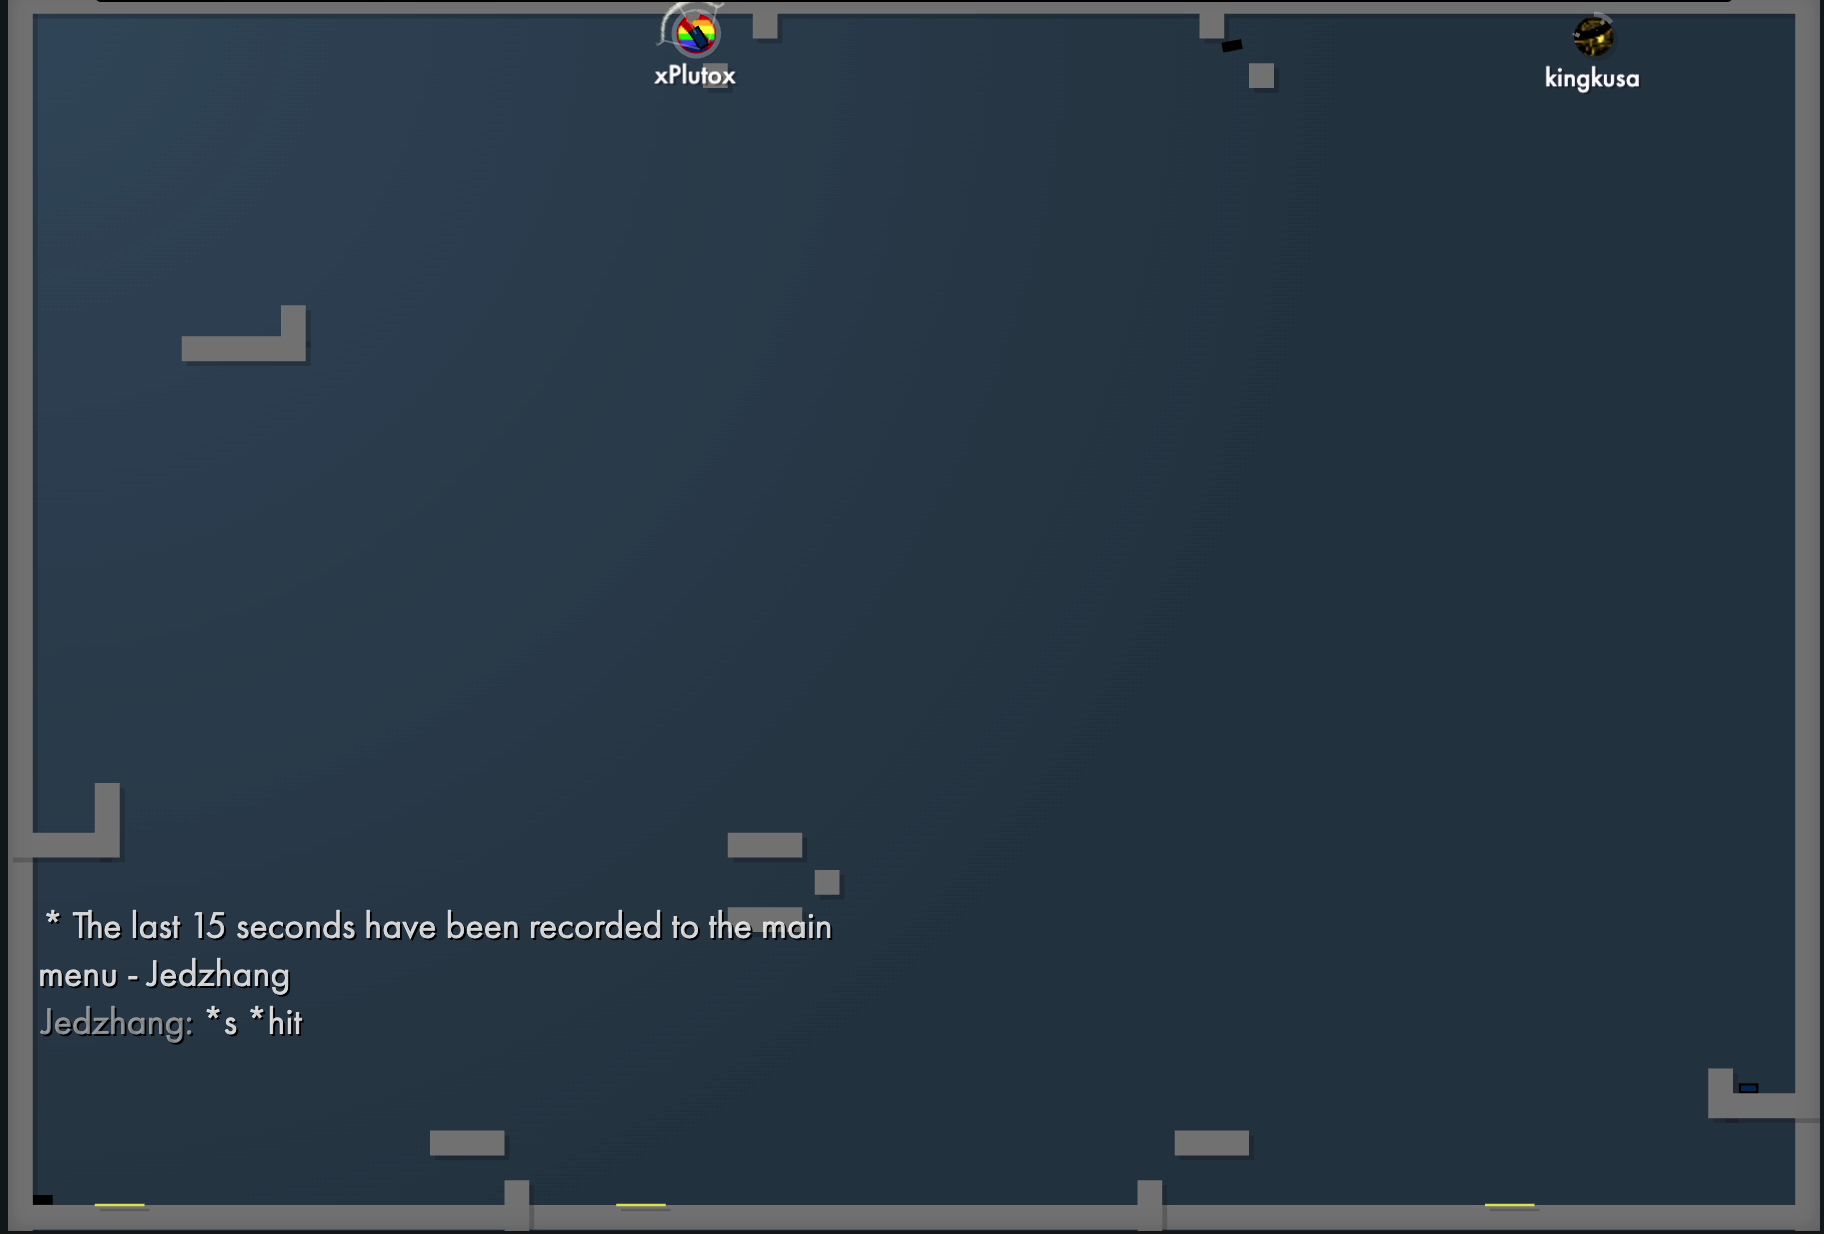 xPlutox
kingkusa
* The last 15 seconds have been recorded to the main
menu - Jedzhang
Jedzhang: *s *hit